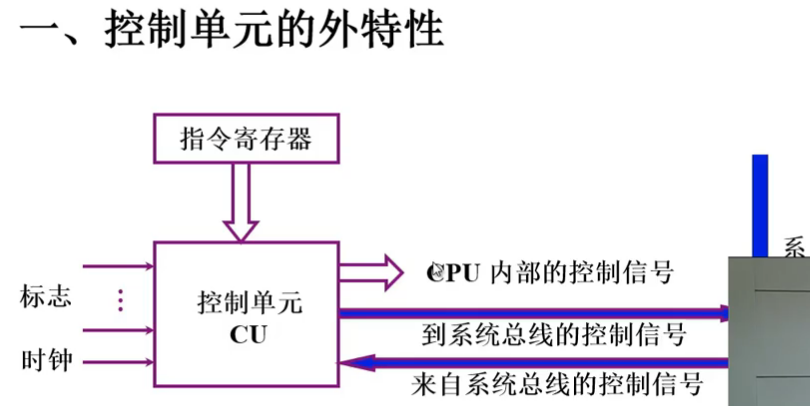 一、控制单元的外特性
指令寄存器
标志
时钟
控制单元
CU
CPU 内部的控制信号
到系统总线的控制信号
来自系统总线的控制信号
系